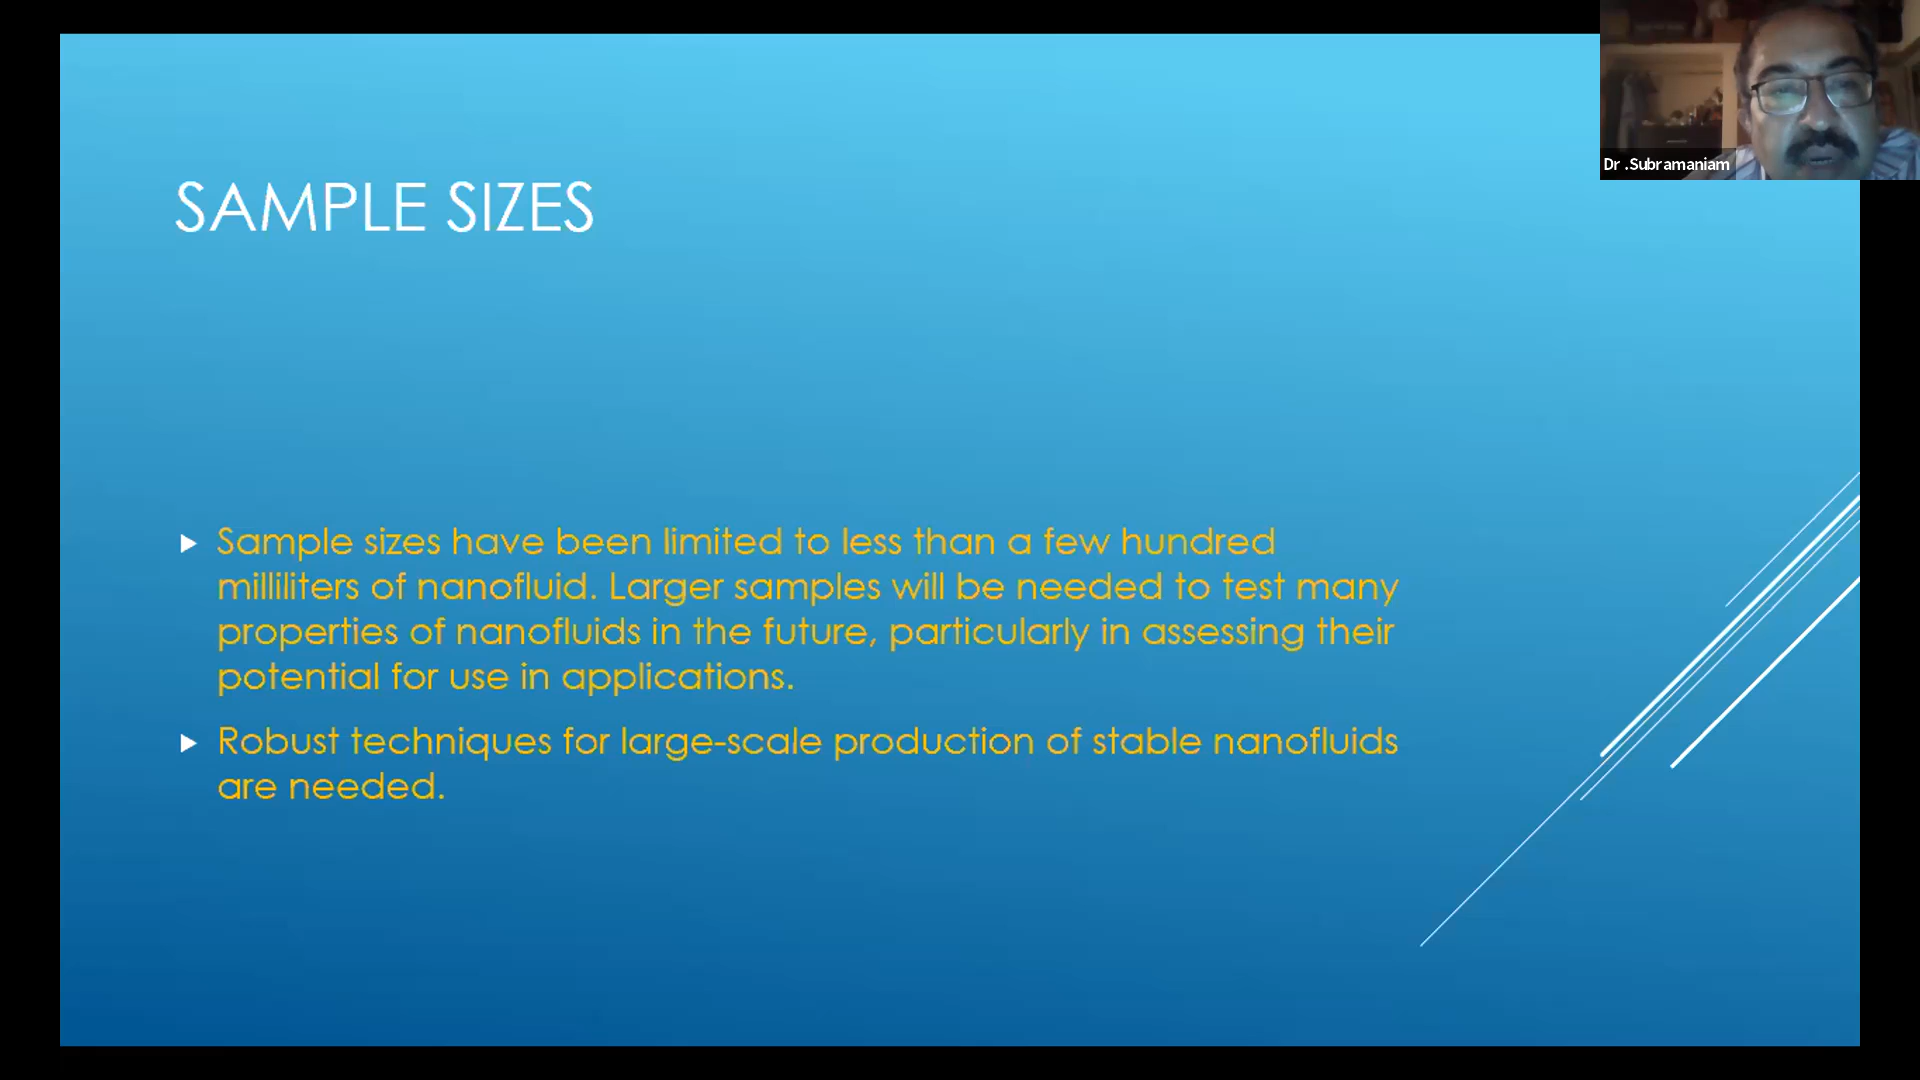 SAMPLE SIZES
Sample sizes have been limited to less than a few hundred
milliliters of nanofluid. Larger samples will be needed to test many
properties of nanofluids in the future, particularly in assessing their
potential for use in applications.
Robust techniques for large-scale production of stable nanofluids
are needed.
Dr .Subramaniam